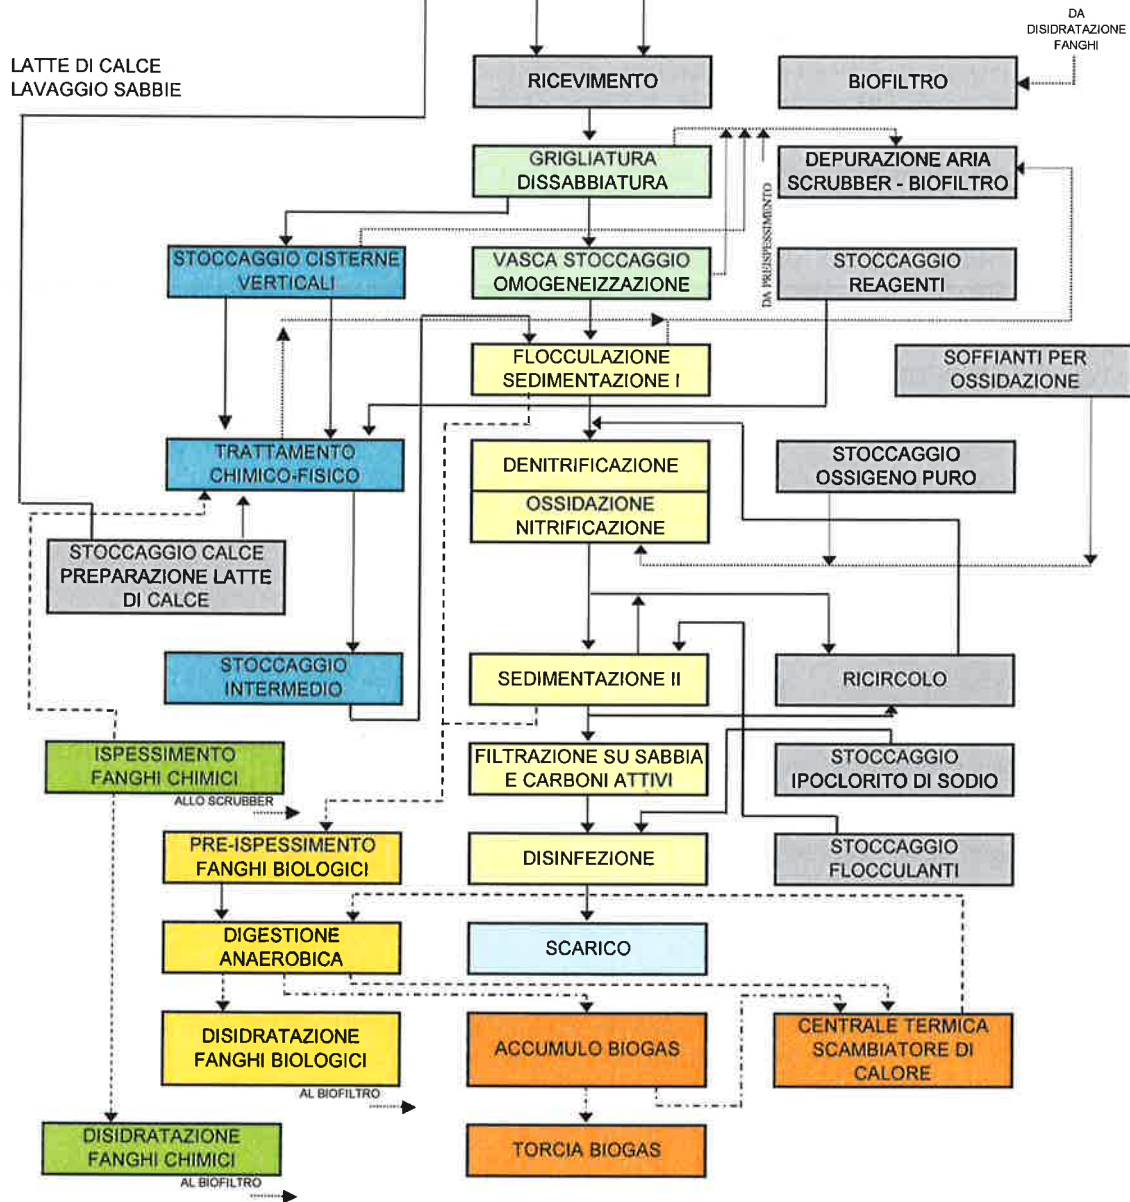 DA
DISIDRATAZIONE
FANGHI
LATTE DI CALCE
LAVAGGIO SABBIE
RICEVIMENTO
BIOFILTRO
GRIGLIATURA
DISSABBIATURA
DEPURAZIONE ARIA
SCRUBBER - BIOFILTRO
DA PREISPESSIMENTO
STOCCAGGIO CISTERNE
VERTICALI
VASCA STOCCAGGIO
OMOGENEIZZAZIONE
STOCCAGGIO
REAGENTI
FLOCCULAZIONE
SEDIMENTAZIONE I
SOFFIANTI PER
OSSIDAZIONE
TRATTAMENTO
CHIMICO-FISICO
DENITRIFICAZIONE
STOCCAGGIO
OSSIGENO PURO
OSSIDAZIONE
NITRIFICAZIONE
STOCCAGGIO CALCE
PREPARAZIONE LATTE
DI CALCE
STOCCAGGIO
INTERMEDIO
SEDIMENTAZIONE II
RICIRCOLO
ISPESSIMENTO
FANGHI CHIMICI
ALLO SCRUBBER
FILTRAZIONE SU SABBIA
E CARBONI ATTIVI
STOCCAGGIO
IPOCLORITO DI SODIO
PRE-ISPESSIMENTO
FANGHI BIOLOGICI
DISINFEZIONE
STOCCAGGIO
FLOCCULANTI
DIGESTIONE
ANAEROBICA
SCARICO
DISIDRATAZIONE
FANGHI BIOLOGICI
AL BIOFILTRO
ACCUMULO BIOGAS
CENTRALE TERMICA
SCAMBIATORE DI
CALORE
DISIDRATAZIONE
FANGHI CHIMICI
AL BIOFILTRO
TORCIA BIOGAS